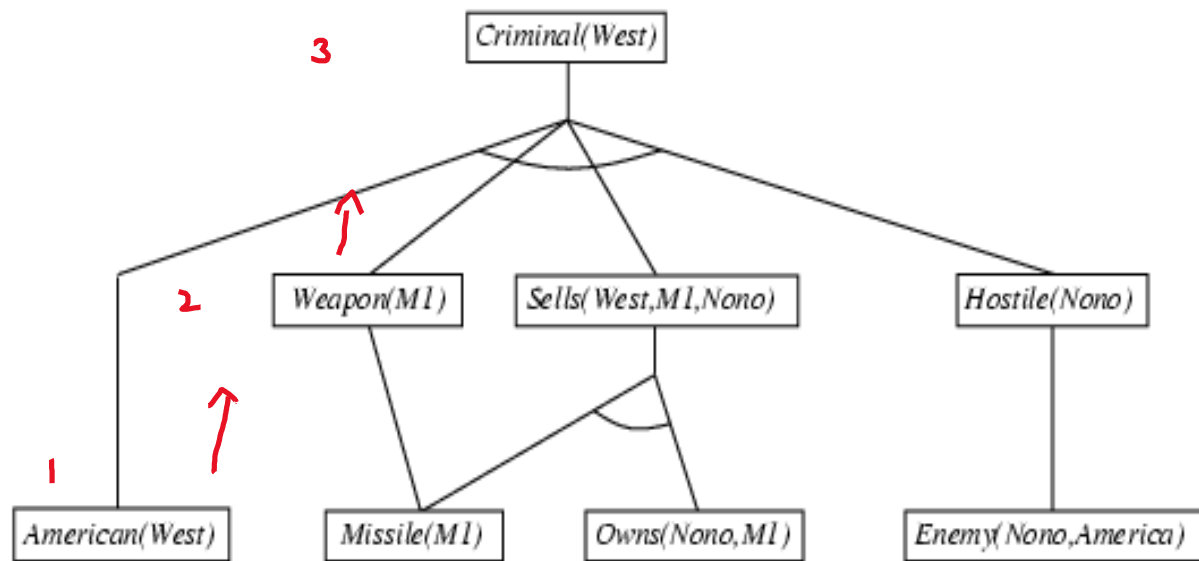 3
Criminal(West)
2
Weapon(M1)
Sells(West,M1,Nono)
Hostile(Nono)
1
American(West)
Missile(M1)
Owns(Nono,M1)
Enemy(Nono,America)